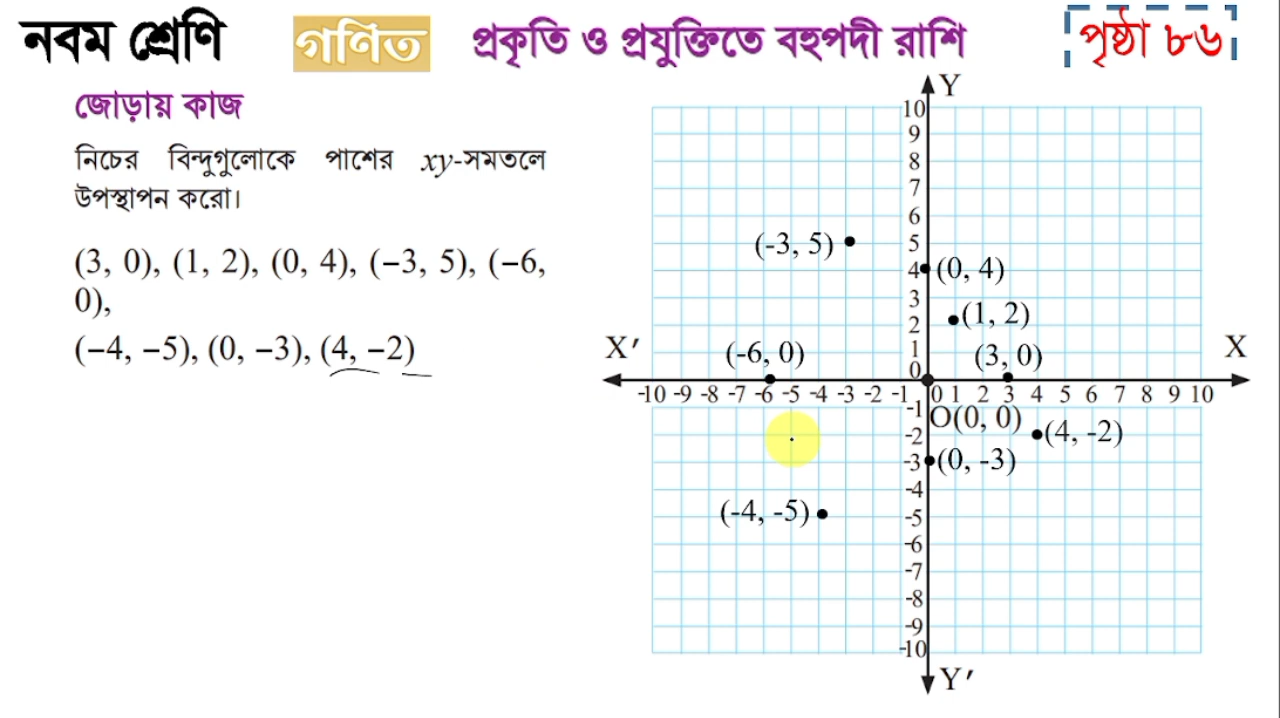 নবম শ্রেণি গণিত প্রকৃতি ও প্রযুক্তিতে বহুপদী রাশি পৃষ্ঠা ৮৬
জোড়ায় কাজ
নিচের বিন্দুগুলোকে পাশের xy-সমতলে
উপস্থাপন করো।
(3, 0), (1, 2), (0, 4), (−3, 5), (−6,
0),
(−4, −5), (0, −3), (4, −2)
Y
10
9
8
7
6
(-3, 5) 5
4 (0, 4)
3
2 (1, 2)
1
(-6, 0) (3, 0)
X′ 0 X
-10 -9 -8 -7 -6 -5 -4 -3 -2 -1 0 1 2 3 4 5 6 7 8 9 10
-1 O(0, 0)
-2 (4, -2)
-3 (0, -3)
-4
(-4, -5) -5
-6
-7
-8
-9
-10
Y′